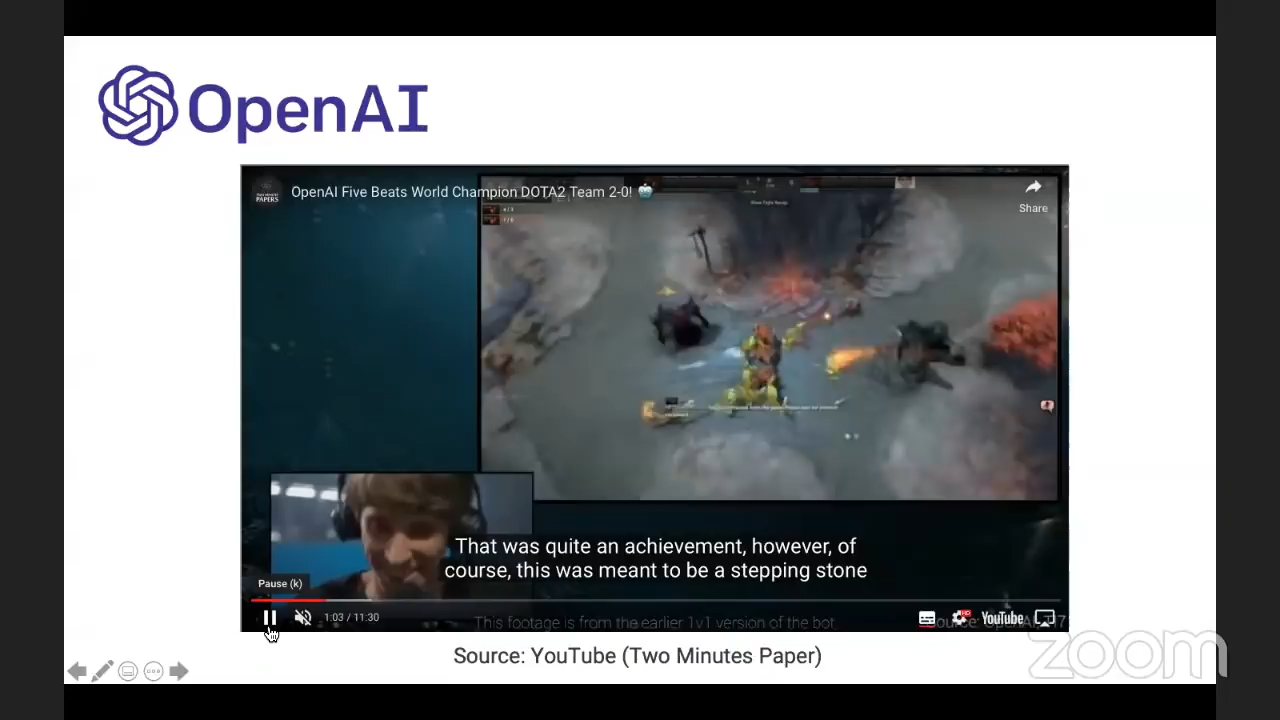 OpenAI
OpenAI Five Beats World Champion DOTA2 Team 2-0!
PAPERS
Share
That was quite an achievement, however, of
course, this was meant to be a stepping stone
Pause (k)
1:03 / 11:30
This footage is from the earlier 1v1 version of the bot
HD
YouTube
Source: YouTube (Two Minutes Paper)
zoom